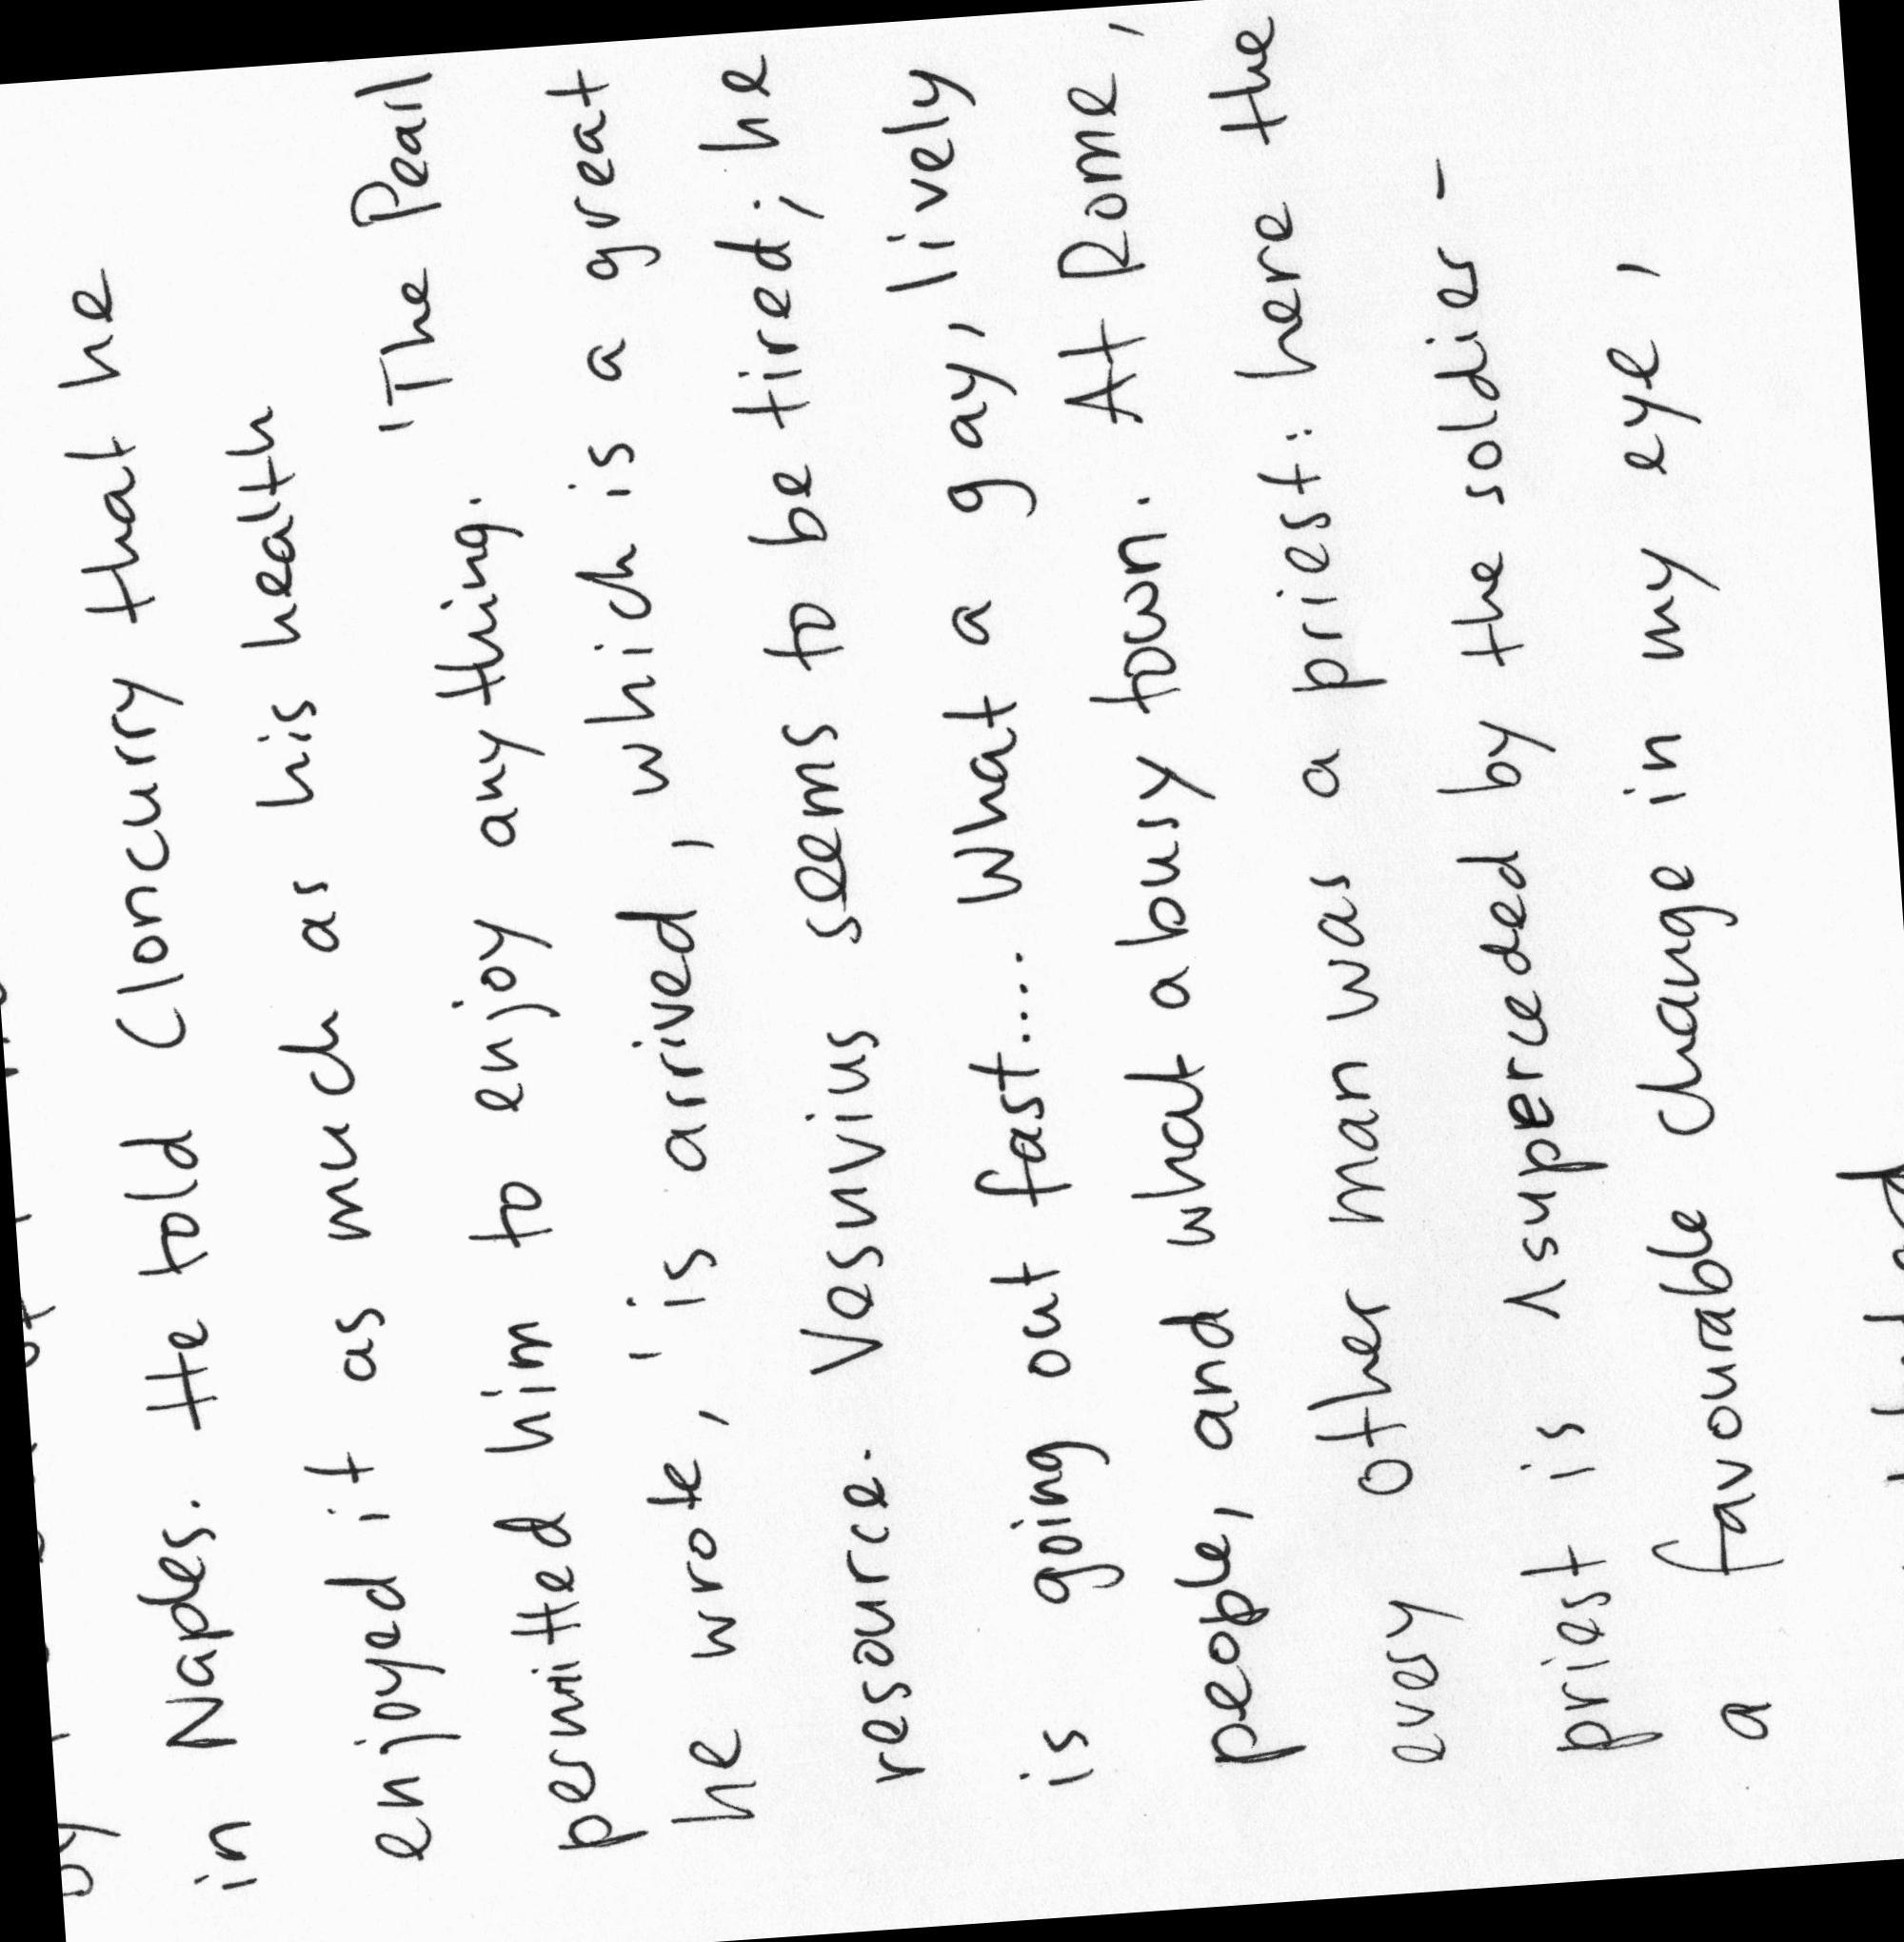 in Naples. He told Cloncurry that he
enjoyed it as much as his health
permitted him to enjoy any thing. 'The Pearl
he wrote, 'is arrived, which is a great
resource. Vesuvius seems to be tired; he
is going out fast.... What a gay, lively
people, and what a busy town. At Rome,
every other man was a priest: here the
priest is ^ superceded by the soldier -
a favourable change in my eye,